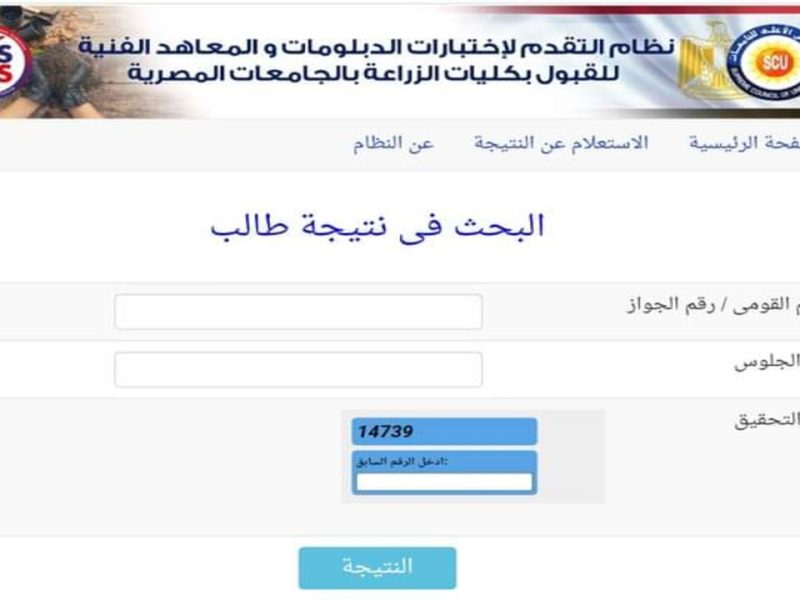 نظام التقدم لإختبارات الدبلومات و المعاهد الفنية
للقبول بكليات الزراعة بالجامعات المصرية
SCU
الرئيسية
الاستعلام عن النتيجة
عن النظام
البحث فى نتيجة طالب
القومى / رقم الجواز
الجلوس
التحقيق
14739
ادخل الرقم السابق:
النتيجة